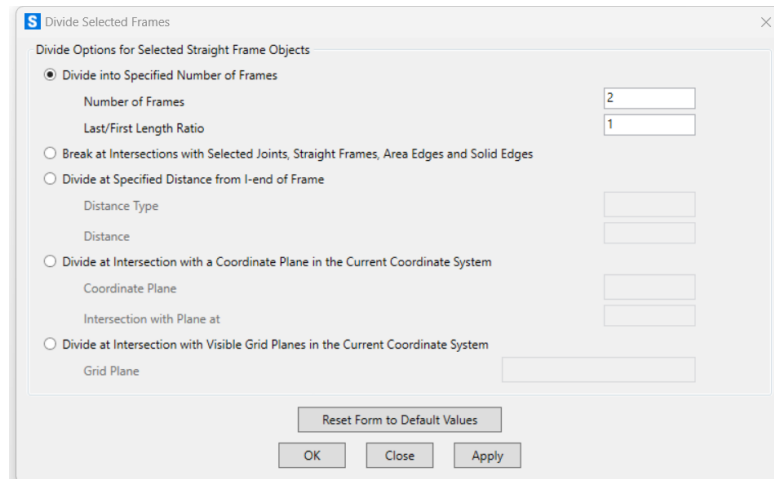 S Divide Selected Frames
Divide Options for Selected Straight Frame Objects
Divide into Specified Number of Frames
Number of Frames 2
Last/First Length Ratio 1
Break at Intersections with Selected Joints, Straight Frames, Area Edges and Solid Edges
Divide at Specified Distance from I-end of Frame
Distance Type
Distance
Divide at Intersection with a Coordinate Plane in the Current Coordinate System
Coordinate Plane
Intersection with Plane at
Divide at Intersection with Visible Grid Planes in the Current Coordinate System
Grid Plane
Reset Form to Default Values
OK Close Apply